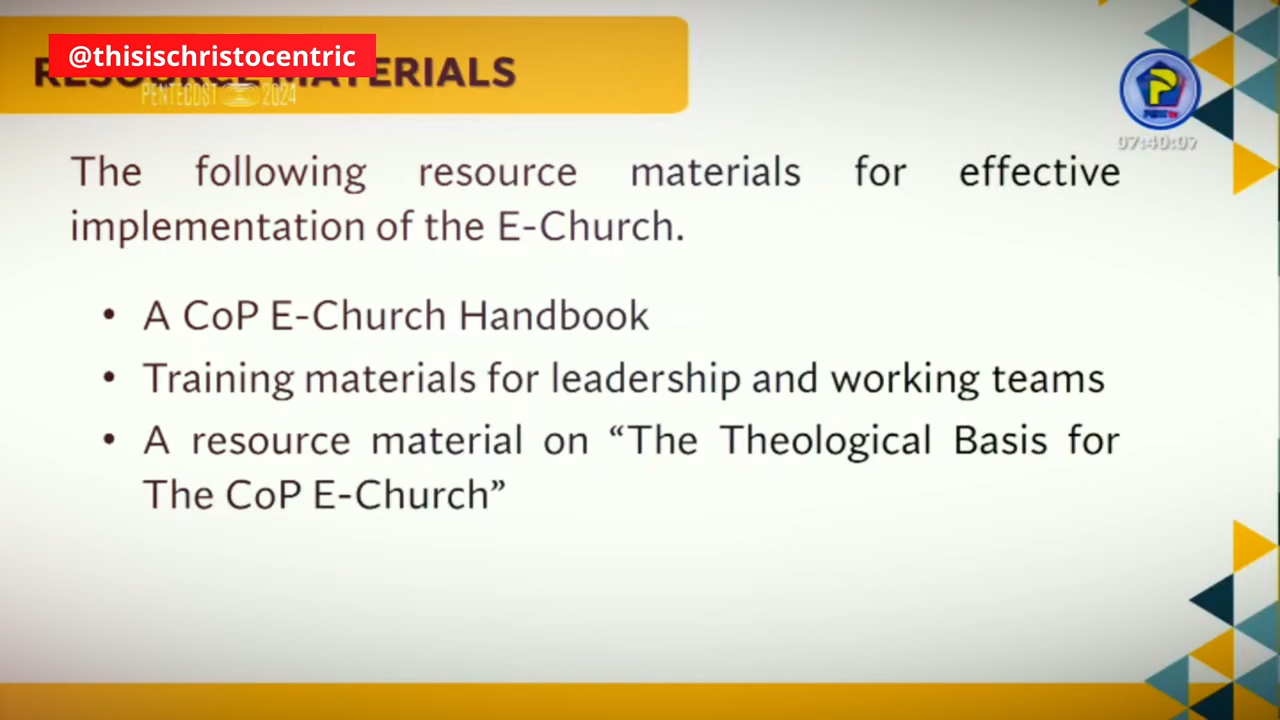 @thisischristocentric
RESOURCE MATERIALS
PENTECOST 2024
07:40:07
The following resource materials for effective
implementation of the E-Church.
• A CoP E-Church Handbook
• Training materials for leadership and working teams
• A resource material on “The Theological Basis for
The CoP E-Church”